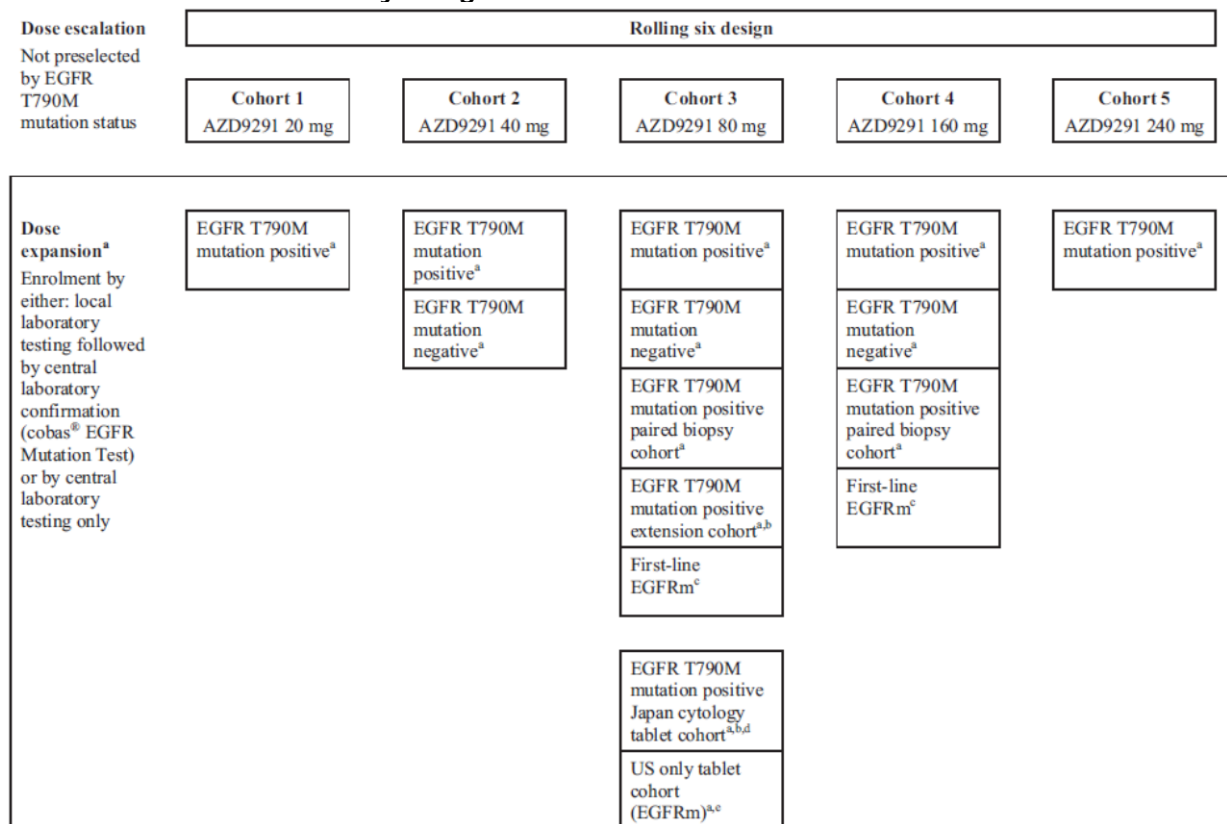 Dose escalation
Not preselected
by EGFR
T790M
mutation status
Rolling six design
Cohort 1
AZD9291 20 mg
Cohort 2
AZD9291 40 mg
Cohort 3
AZD9291 80 mg
Cohort 4
AZD9291 160 mg
Cohort 5
AZD9291 240 mg
Dose
expansionᵃ
Enrolment by
either: local
laboratory
testing followed
by central
laboratory
confirmation
(cobas® EGFR
Mutation Test)
or by central
laboratory
testing only
EGFR T790M
mutation positiveᵃ
EGFR T790M
mutation
positiveᵃ
EGFR T790M
mutation
negativeᵃ
EGFR T790M
mutation positiveᵃ
EGFR T790M
mutation
negativeᵃ
EGFR T790M
mutation positive
paired biopsy
cohortᵃ
EGFR T790M
mutation positive
extension cohortᵃ,ᵇ
First-line
EGFRmᶜ
EGFR T790M
mutation positive
Japan cytology
tablet cohortᵃ,ᵇ,ᵈ
US only tablet
cohort
(EGFRm)ᵃ,ᵉ
EGFR T790M
mutation positiveᵃ
EGFR T790M
mutation
negativeᵃ
EGFR T790M
mutation positive
paired biopsy
cohortᵃ
First-line
EGFRmᶜ
EGFR T790M
mutation positiveᵃ